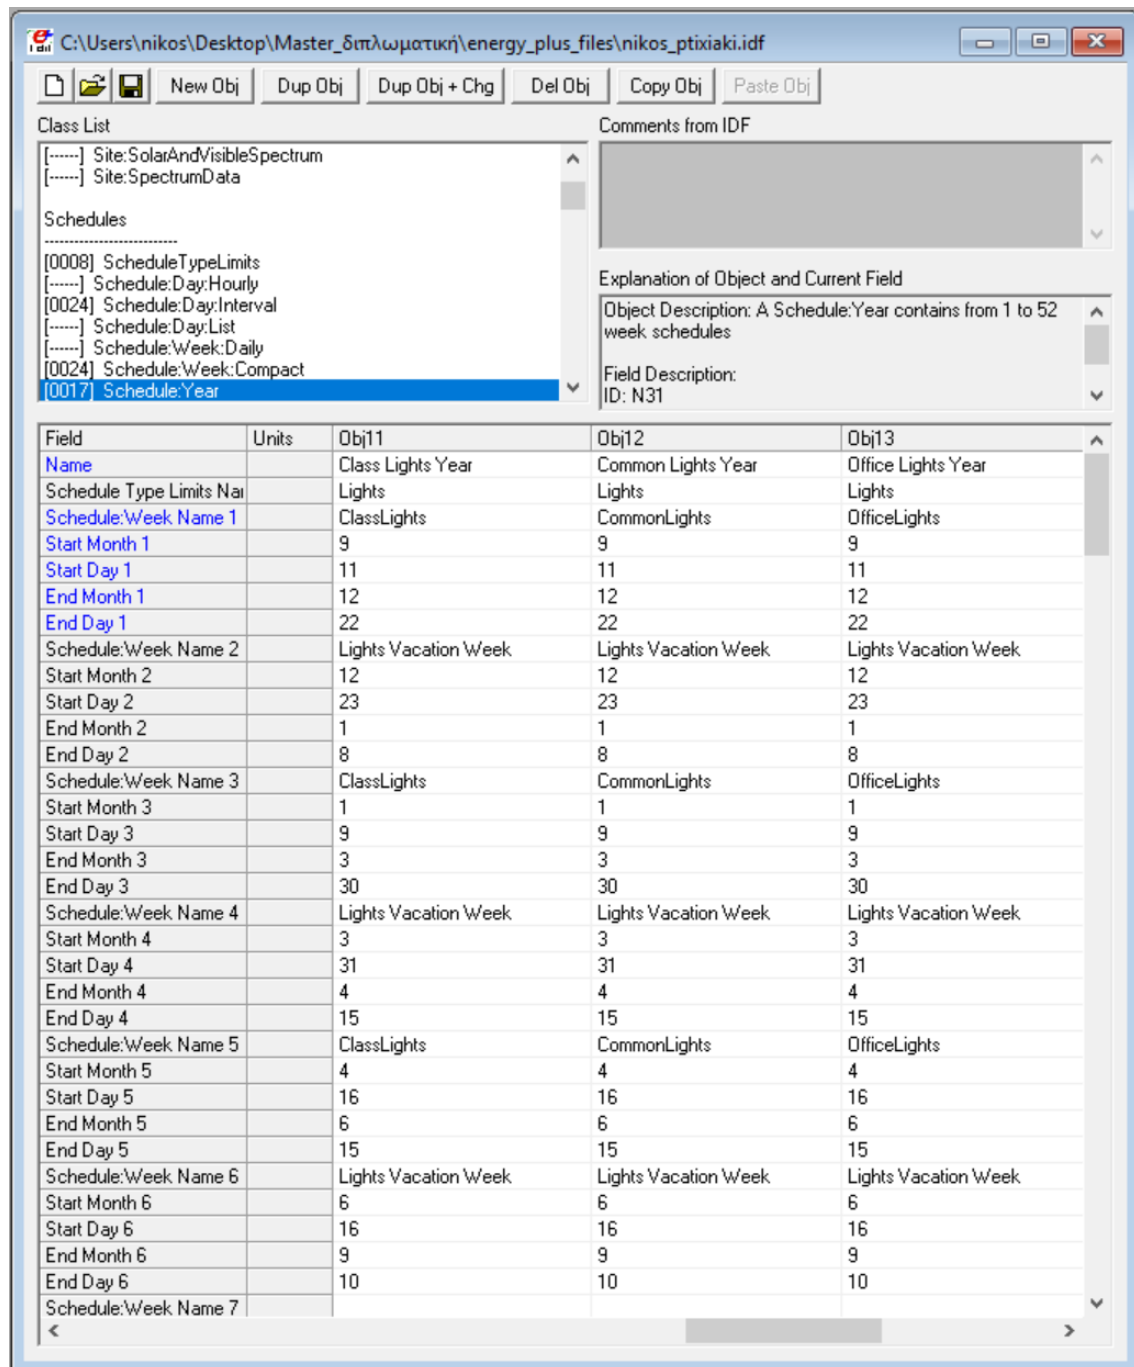 C:\Users\nikos\Desktop\Master_διπλωματική\energy_plus_files\nikos_ptixiaki.idf
New Obj Dup Obj Dup Obj + Chg Del Obj Copy Obj Paste Obj
Class List
[------] Site:SolarAndVisibleSpectrum
[------] Site:SpectrumData
Schedules
---------------------------
[0008] ScheduleTypeLimits
[------] Schedule:Day:Hourly
[0024] Schedule:Day:Interval
[------] Schedule:Day:List
[------] Schedule:Week:Daily
[0024] Schedule:Week:Compact
[0017] Schedule:Year
Comments from IDF
Explanation of Object and Current Field
Object Description: A Schedule:Year contains from 1 to 52
week schedules
Field Description:
ID: N31
Field Units Obj11 Obj12 Obj13
Name Class Lights Year Common Lights Year Office Lights Year
Schedule Type Limits Nai Lights Lights Lights
Schedule:Week Name 1 ClassLights CommonLights OfficeLights
Start Month 1 9 9 9
Start Day 1 11 11 11
End Month 1 12 12 12
End Day 1 22 22 22
Schedule:Week Name 2 Lights Vacation Week Lights Vacation Week Lights Vacation Week
Start Month 2 12 12 12
Start Day 2 23 23 23
End Month 2 1 1 1
End Day 2 8 8 8
Schedule:Week Name 3 ClassLights CommonLights OfficeLights
Start Month 3 1 1 1
Start Day 3 9 9 9
End Month 3 3 3 3
End Day 3 30 30 30
Schedule:Week Name 4 Lights Vacation Week Lights Vacation Week Lights Vacation Week
Start Month 4 3 3 3
Start Day 4 31 31 31
End Month 4 4 4 4
End Day 4 15 15 15
Schedule:Week Name 5 ClassLights CommonLights OfficeLights
Start Month 5 4 4 4
Start Day 5 16 16 16
End Month 5 6 6 6
End Day 5 15 15 15
Schedule:Week Name 6 Lights Vacation Week Lights Vacation Week Lights Vacation Week
Start Month 6 6 6 6
Start Day 6 16 16 16
End Month 6 9 9 9
End Day 6 10 10 10
Schedule:Week Name 7